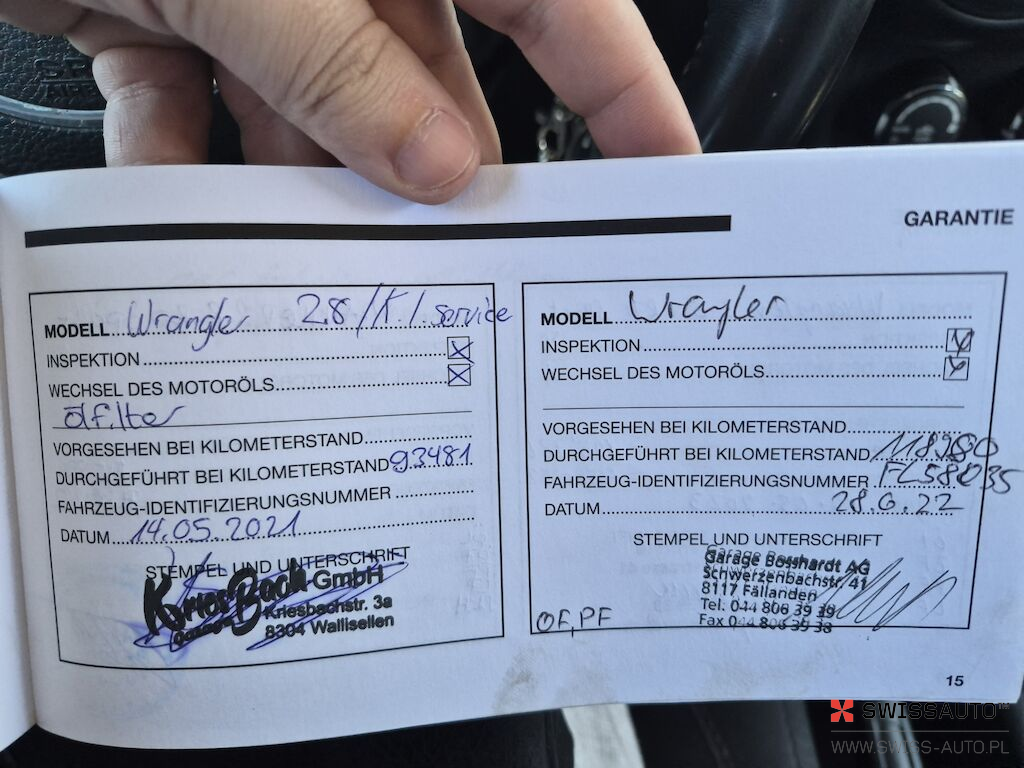 GARANTIE
MODELL Wrangler 2.8 /K.I service
INSPEKTION
WECHSEL DES MOTORÖLS
ölfilter
VORGESEHEN BEI KILOMETERSTAND
DURCHGEFÜHRT BEI KILOMETERSTAND 93481
FAHRZEUG-IDENTIFIZIERUNGSNUMMER
DATUM 14.05.2021
STEMPEL UND UNTERSCHRIFT
GmbH
Kriesbachstr. 3a
8304 Wallisellen
MODELL Wrangler
INSPEKTION
WECHSEL DES MOTORÖLS
VORGESEHEN BEI KILOMETERSTAND
DURCHGEFÜHRT BEI KILOMETERSTAND 118980
FAHRZEUG-IDENTIFIZIERUNGSNUMMER FL588035
DATUM 28.6.22
STEMPEL UND UNTERSCHRIFT
Garage Bosshardt AG
Schwerzenbachstr. 41
8117 Fällanden
Tel. 044 806 39 39
Fax 044 806 39 38
OF, PF
15
SWISSAUTO
WWW.SWISS-AUTO.PL